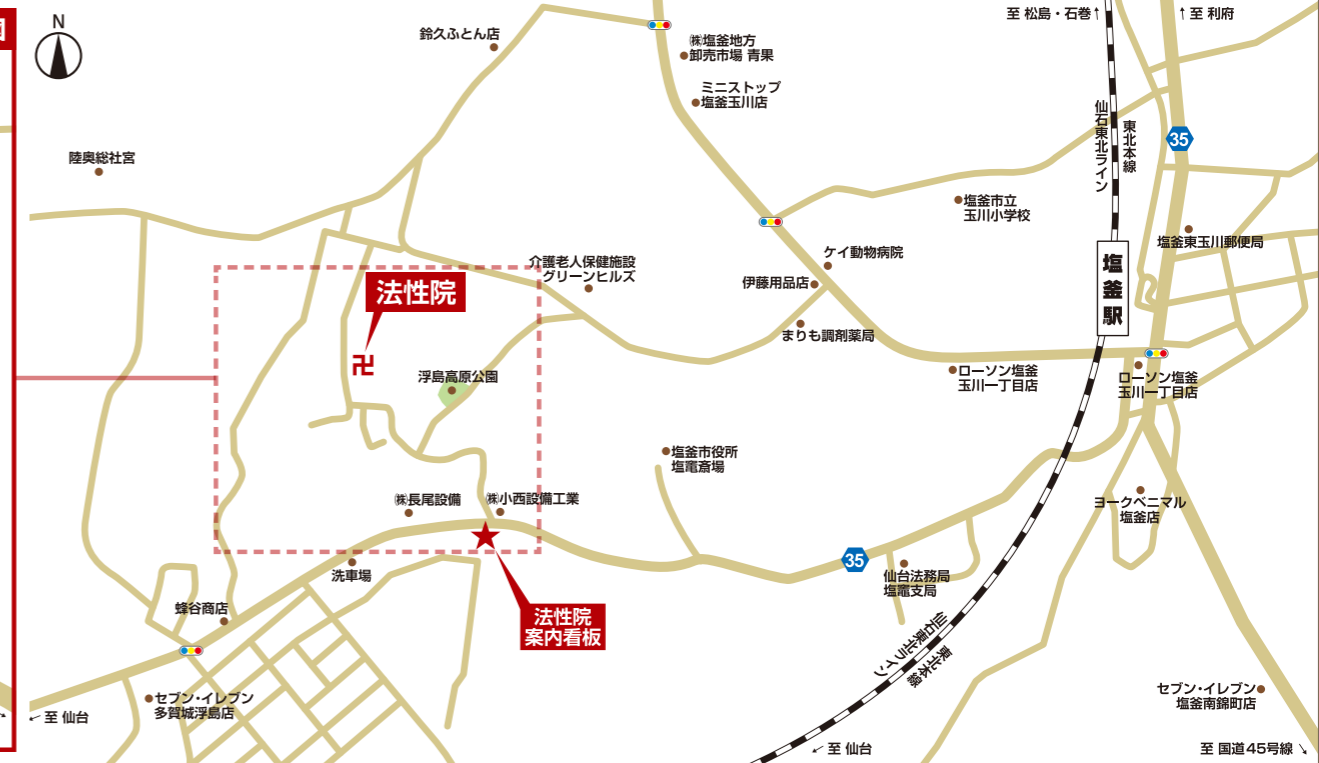 N
鈴久ふとん店
㈱塩釜地方
卸売市場 青果
ミニストップ
塩釜玉川店
至 松島・石巻↑
↑至 利府
仙石東北ライン
東北本線
35
陸奥総社宮
塩釜市立
玉川小学校
塩釜東玉川郵便局
介護老人保健施設
グリーンヒルズ
ケイ動物病院
伊藤用品店
まりも調剤薬局
塩釜駅
法性院
卍
浮島高原公園
ローソン塩釜
玉川一丁目店
ローソン塩釜
玉川一丁目店
塩釜市役所
塩竈斎場
㈱長尾設備
㈱小西設備工業
ヨークベニマル
塩釜店
35
洗車場
仙台法務局
塩竈支局
蜂谷商店
法性院
案内看板
仙石東北ライン
東北本線
セブン・イレブン
多賀城浮島店
←至 仙台
セブン・イレブン
塩釜南錦町店
←至 仙台
至 国道45号線↘